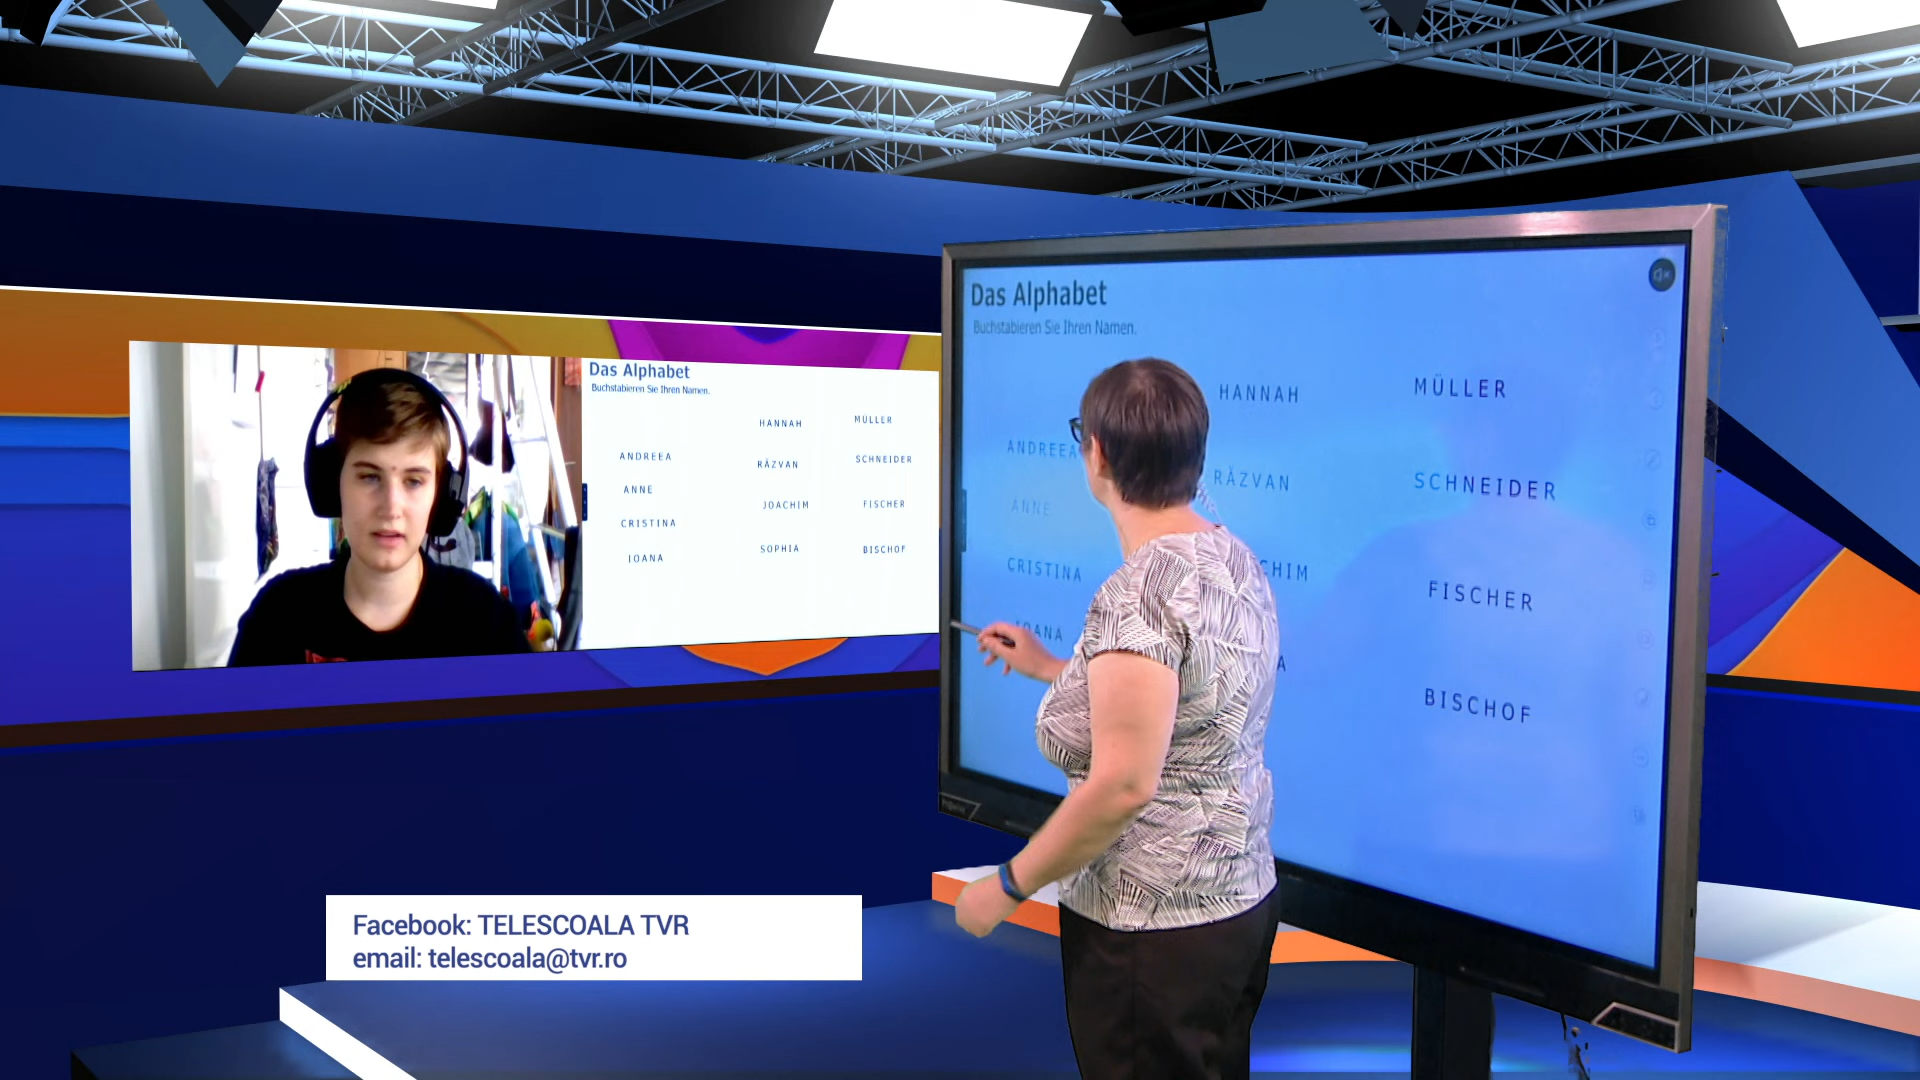 Das Alphabet
Buchstabieren Sie Ihren Namen.
HANNAH MÜLLER
ANDREEA RĂZVAN SCHNEIDER
ANNE JOACHIM FISCHER
CRISTINA SOPHIA BISCHOF
IOANA
Das Alphabet
Buchstabieren Sie Ihren Namen.
HANNAH MÜLLER
ANDREEA RĂZVAN SCHNEIDER
ANNE
CRISTINA CHIM FISCHER
IOANA A BISCHOF
Facebook: TELESCOALA TVR
email: telescoala@tvr.ro